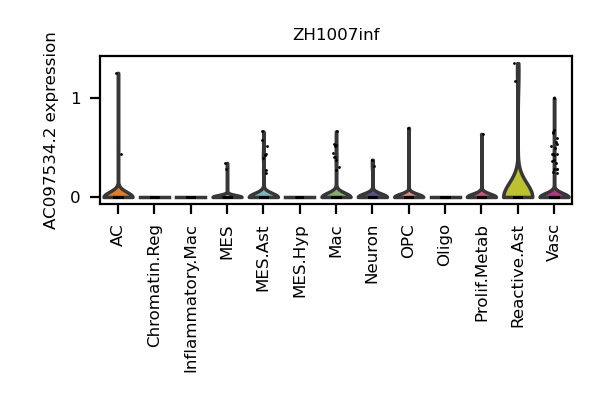 ZH1007inf
AC097534.2 expression
1
0
AC
Chromatin.Reg
Inflammatory.Mac
MES
MES.Ast
MES.Hyp
Mac
Neuron
OPC
Oligo
Prolif.Metab
Reactive.Ast
Vasc